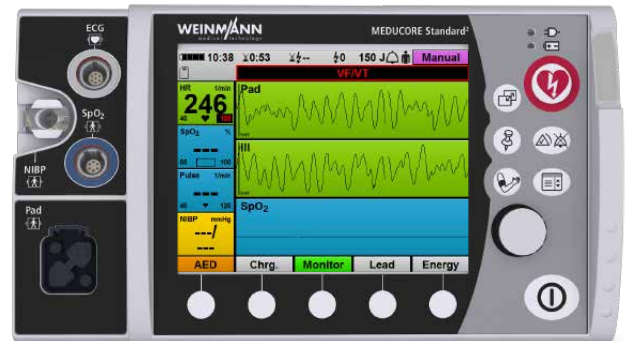 ECG
SpO₂
NIBP
Pad
WEINMANN
medical technology
MEDUCORE Standard²
10:38 0:53 -- 0 150 J Manual
VF/VT
HR 1/min
246
40 120
SpO₂ %
---
100
Pulse 1/min
---
40 120
NIBP mmHg
---/
---
Pad
III
SpO₂
AED Chrg. Monitor Lead Energy